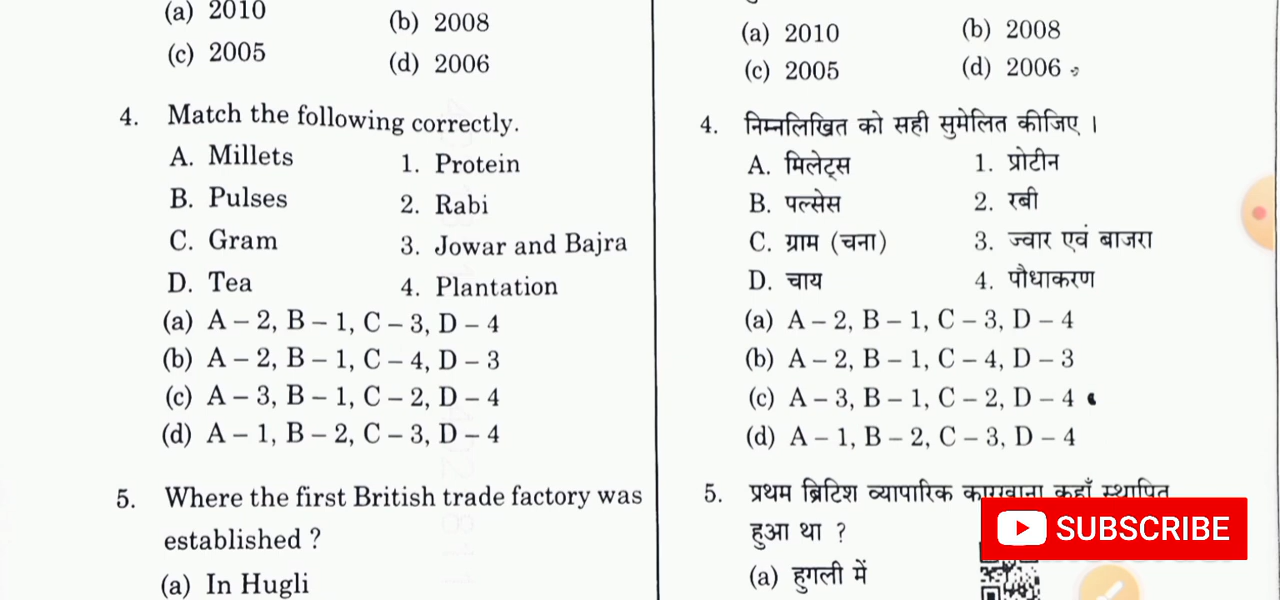 (a) 2010
(b) 2008
(c) 2005
(d) 2006
4. Match the following correctly.
A. Millets 1. Protein
B. Pulses 2. Rabi
C. Gram 3. Jowar and Bajra
D. Tea 4. Plantation
(a) A – 2, B – 1, C – 3, D – 4
(b) A – 2, B – 1, C – 4, D – 3
(c) A – 3, B – 1, C – 2, D – 4
(d) A – 1, B – 2, C – 3, D – 4
5. Where the first British trade factory was
established ?
(a) In Hugli
(a) 2010 (b) 2008
(c) 2005 (d) 2006
4. निम्नलिखित को सही सुमेलित कीजिए ।
A. मिलेट्स 1. प्रोटीन
B. पल्सेस 2. रबी
C. ग्राम (चना) 3. ज्वार एवं बाजरा
D. चाय 4. पौधाकरण
(a) A – 2, B – 1, C – 3, D – 4
(b) A – 2, B – 1, C – 4, D – 3
(c) A – 3, B – 1, C – 2, D – 4
(d) A – 1, B – 2, C – 3, D – 4
5. प्रथम ब्रिटिश व्यापारिक कारखाना कहाँ स्थापित
हुआ था ?
(a) हुगली में
SUBSCRIBE